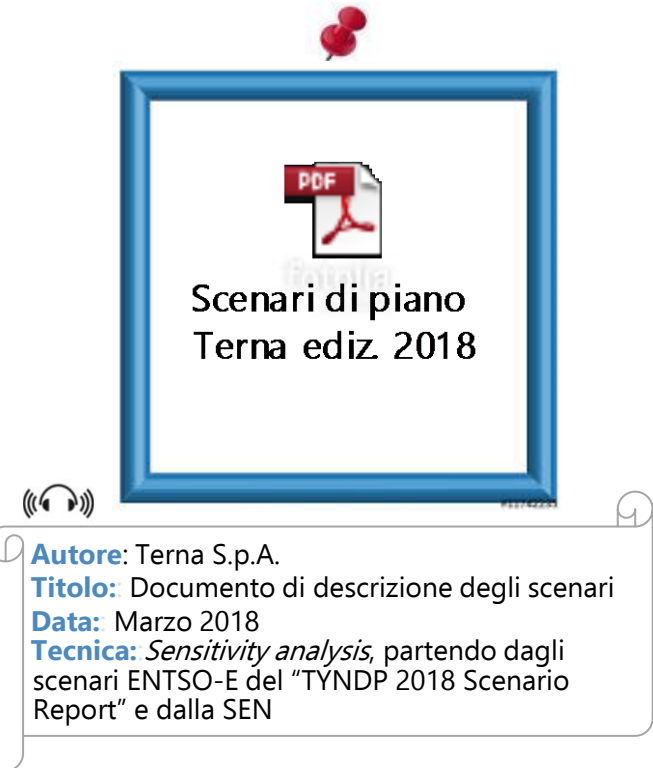 PDF
fotolia
Scenari di piano
Terna ediz. 2018
Autore: Terna S.p.A.
Titolo: Documento di descrizione degli scenari
Data: Marzo 2018
Tecnica: Sensitivity analysis, partendo dagli
scenari ENTSO-E del “TYNDP 2018 Scenario
Report” e dalla SEN